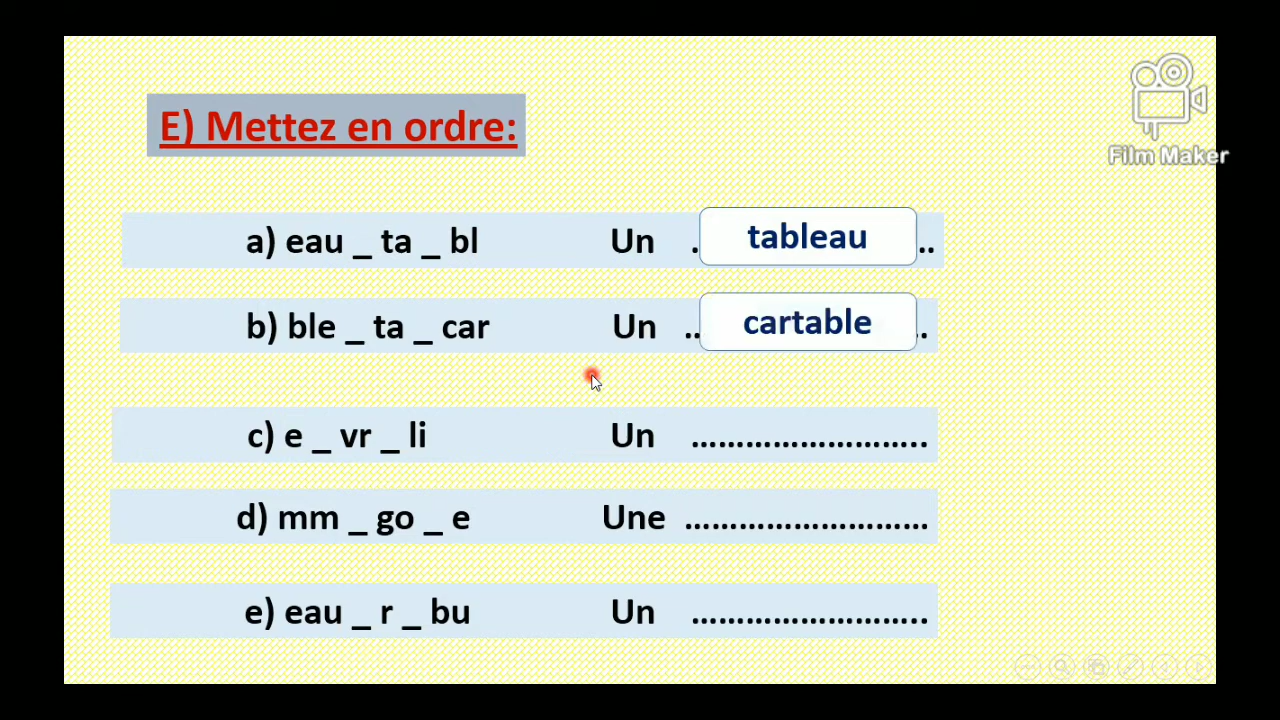 E) Mettez en ordre:
Film Maker
a) eau _ ta _ bl Un . tableau ..
b) ble _ ta _ car Un .. cartable ..
c) e _ vr _ li Un ……………………..
d) mm _ go _ e Une ………………………
e) eau _ r _ bu Un ……………………..